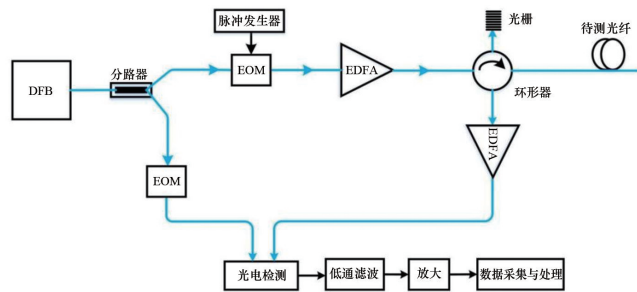 脉冲发生器
光栅
待测光纤
分路器
DFB
EOM
EDFA
环形器
EDFA
EOM
光电检测
低通滤波
放大
数据采集与处理